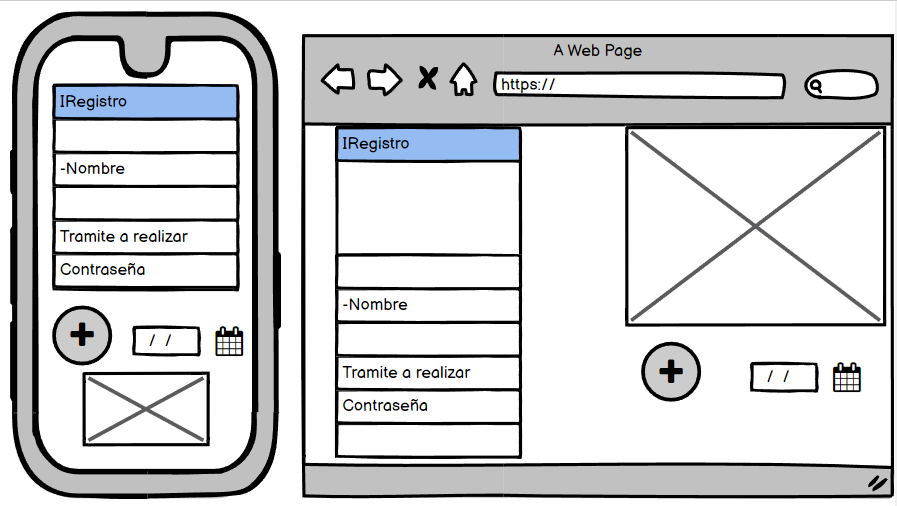 IRegistro
-Nombre
Tramite a realizar
Contraseña
/ /
A Web Page
https://
IRegistro
-Nombre
Tramite a realizar
Contraseña
/ /